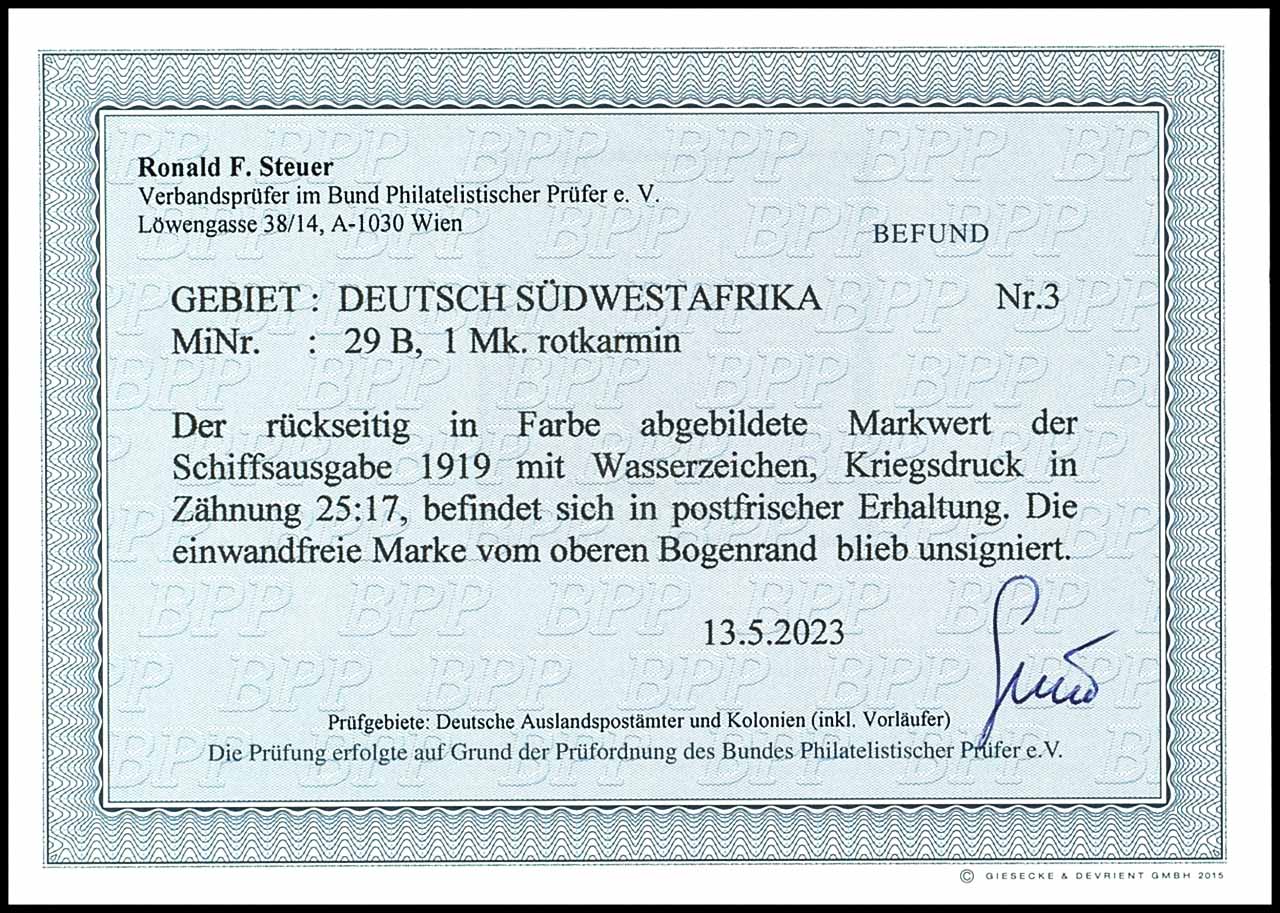 Ronald F. Steuer
Verbandsprüfer im Bund Philatelistischer Prüfer e. V.
Löwengasse 38/14, A-1030 Wien
BEFUND
GEBIET : DEUTSCH SÜDWESTAFRIKA Nr.3
MiNr. : 29 B, 1 Mk. rotkarmin
Der rückseitig in Farbe abgebildete Markwert der
Schiffsausgabe 1919 mit Wasserzeichen, Kriegsdruck in
Zähnung 25:17, befindet sich in postfrischer Erhaltung. Die
einwandfreie Marke vom oberen Bogenrand blieb unsigniert.
13.5.2023
Prüfgebiete: Deutsche Auslandspostämter und Kolonien (inkl. Vorläufer)
Die Prüfung erfolgte auf Grund der Prüfordnung des Bundes Philatelistischer Prüfer e.V.
© GIESECKE & DEVRIENT GMBH 2015